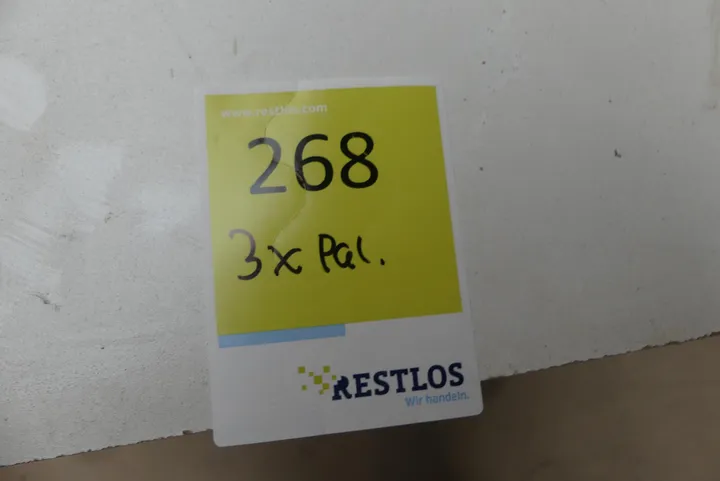 www.restlos.com
268
3x Pal.
RESTLOS
Wir handeln.